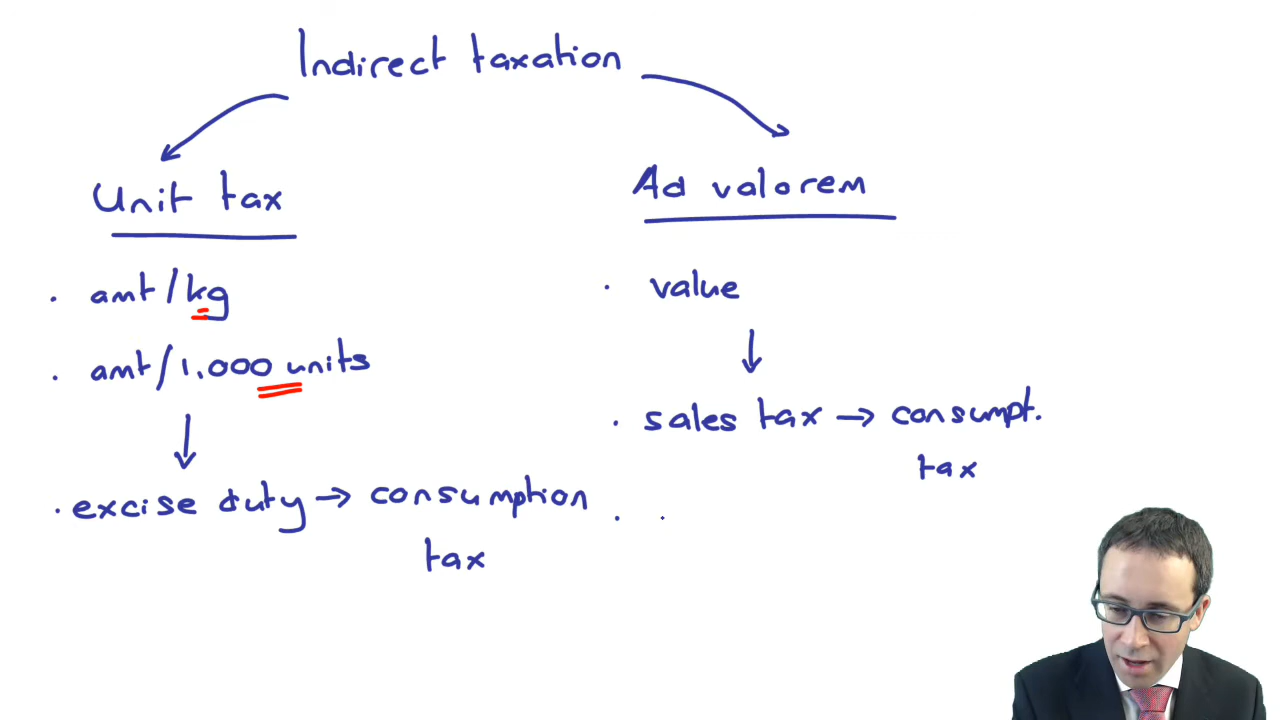 Indirect taxation
Unit tax
· amt/kg
· amt/1,000 units
· excise duty → consumption
tax
Ad valorem
· value
· sales tax → consumpt.
tax
·